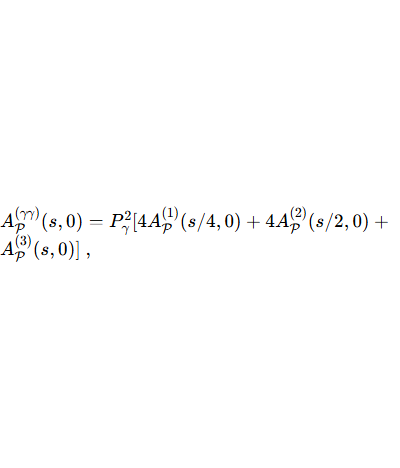 $A_{\mathcal{P}}^{(\gamma\gamma)}(s,0) = P_{\gamma}^{2}[4A_{\mathcal{P}}^{(1)}(s/4,0) + 4A_{\mathcal{P}}^{(2)}(s/2,0) +$
$A_{\mathcal{P}}^{(3)}(s,0)]\ ,$